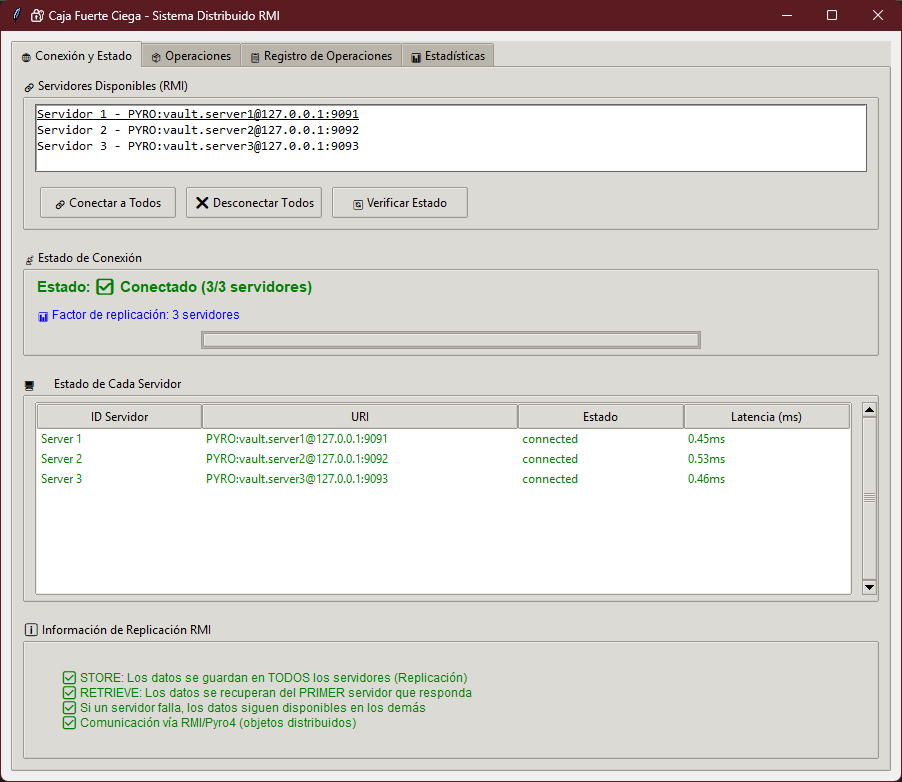 Caja Fuerte Ciega - Sistema Distribuido RMI
Conexión y Estado
Operaciones
Registro de Operaciones
Estadísticas
Servidores Disponibles (RMI)
Servidor 1 - PYRO:vault.server1@127.0.0.1:9091
Servidor 2 - PYRO:vault.server2@127.0.0.1:9092
Servidor 3 - PYRO:vault.server3@127.0.0.1:9093
Conectar a Todos
Desconectar Todos
Verificar Estado
Estado de Conexión
Estado: Conectado (3/3 servidores)
Factor de replicación: 3 servidores
Estado de Cada Servidor
ID Servidor URI Estado Latencia (ms)
Server 1 PYRO:vault.server1@127.0.0.1:9091 connected 0.45ms
Server 2 PYRO:vault.server2@127.0.0.1:9092 connected 0.53ms
Server 3 PYRO:vault.server3@127.0.0.1:9093 connected 0.46ms
Información de Replicación RMI
STORE: Los datos se guardan en TODOS los servidores (Replicación)
RETRIEVE: Los datos se recuperan del PRIMER servidor que responda
Si un servidor falla, los datos siguen disponibles en los demás
Comunicación vía RMI/Pyro4 (objetos distribuidos)